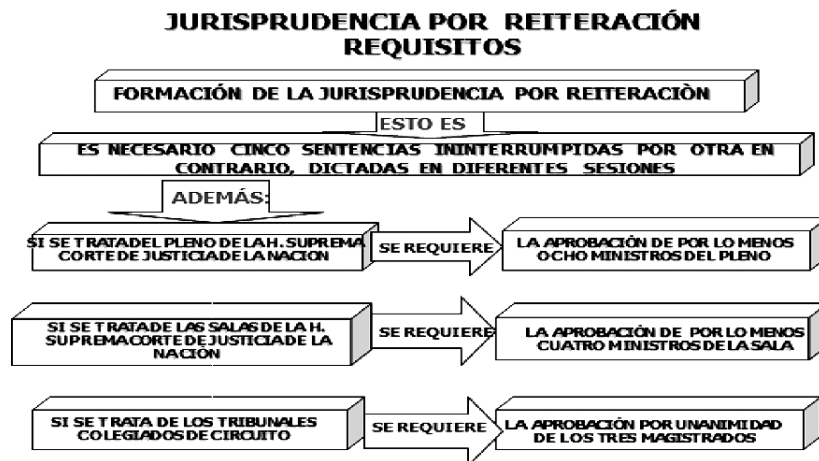 JURISPRUDENCIA POR REITERACIÓN
REQUISITOS
FORMACIÓN DE LA JURISPRUDENCIA POR REITERACIÒN
ESTO ES
ES NECESARIO CINCO SENTENCIAS ININTERRUMPIDAS POR OTRA EN
CONTRARIO, DICTADAS EN DIFERENTES SESIONES
ADEMÁS:
SI SE TRATA DEL PLENO DE LA H. SUPREMA
CORTE DE JUSTICIA DE LA NACION
SE REQUIERE
LA APROBACIÓN DE POR LO MENOS
OCHO MINISTROS DEL PLENO
SI SE TRATA DE LAS SALAS DE LA H.
SUPREMA CORTE DE JUSTICIA DE LA
NACIÒN
SE REQUIERE
LA APROBACIÓN DE POR LO MENOS
CUATRO MINISTROS DE LA SALA
SI SE TRATA DE LOS TRIBUNALES
COLEGIADOS DE CIRCUITO
SE REQUIERE
LA APROBACIÓN POR UNANIMIDAD
DE LOS TRES MAGISTRADOS